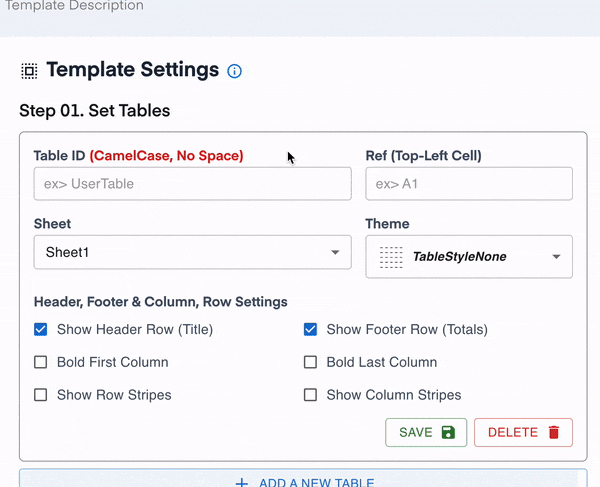 Template Description
Template Settings
Step 01. Set Tables
Table ID (CamelCase, No Space)
Ref (Top-Left Cell)
ex> UserTable
ex> A1
Sheet
Theme
Sheet1
TableStyleNone
Header, Footer & Column, Row Settings
Show Header Row (Title)
Show Footer Row (Totals)
Bold First Column
Bold Last Column
Show Row Stripes
Show Column Stripes
SAVE
DELETE
+ ADD A NEW TABLE